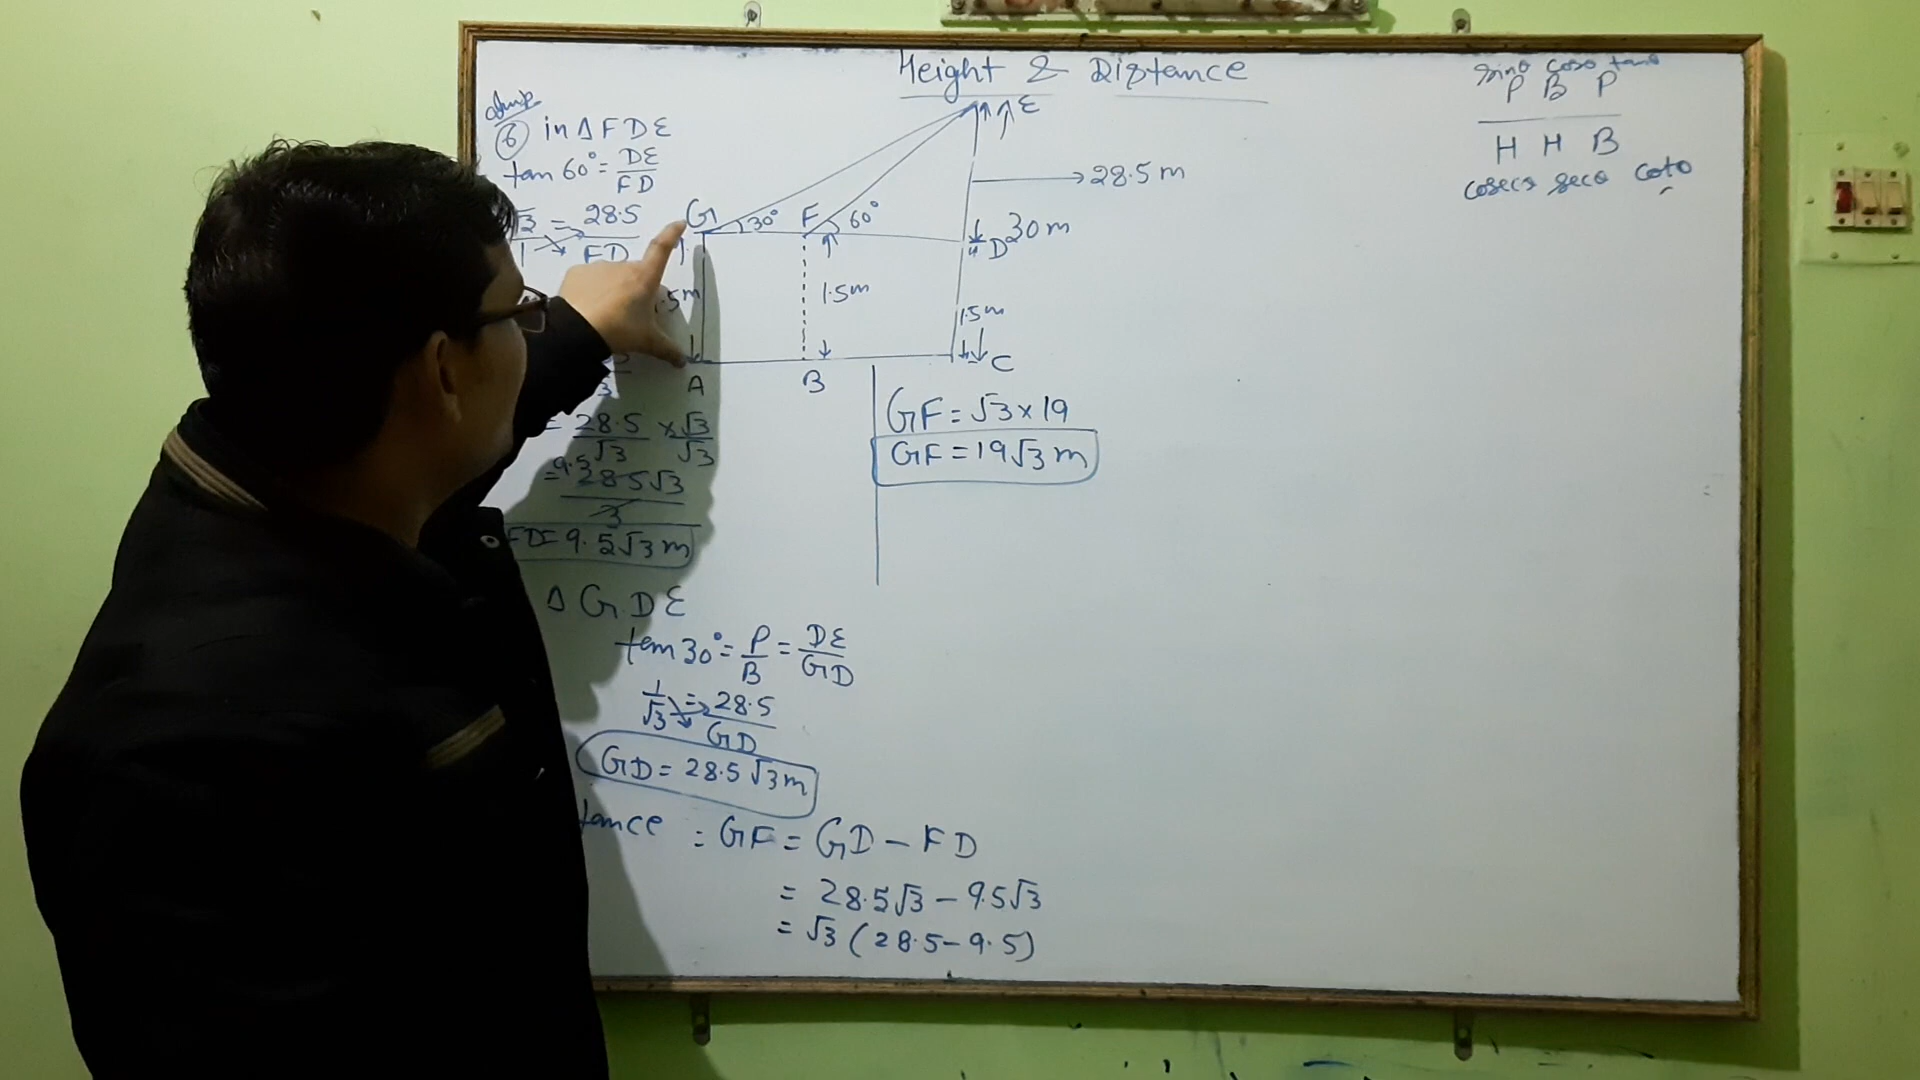 Height & Distance
sinθ cosθ tanθ
P B P
H H B
cosecθ secθ cotθ
6 in Δ FDE
tan 60° = DE/FD
√3 = 28.5
1 FD
E
28.5 m
G 30° F 60°
D 30 m
.5m 1.5m 1.5m
A B C
= 28.5/√3 × √3/√3
9.5
= 28.5√3/3
FD = 9.5√3 m
Δ GDE
tan 30° = P/B = DE/GD
1/√3 = 28.5/GD
GD = 28.5√3 m
tance = GF = GD - FD
= 28.5√3 - 9.5√3
= √3 (28.5 - 9.5)
GF = √3 × 19
GF = 19√3 m